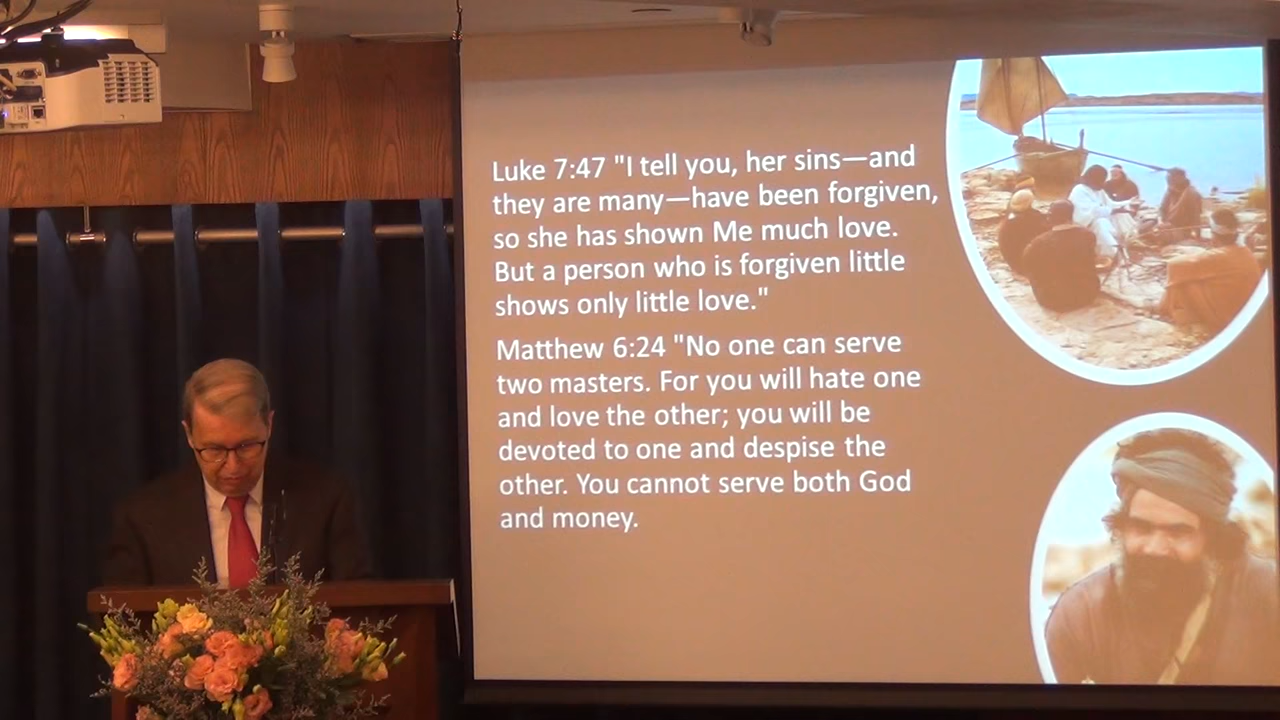 Luke 7:47 "I tell you, her sins—and
they are many—have been forgiven,
so she has shown Me much love.
But a person who is forgiven little
shows only little love."
Matthew 6:24 "No one can serve
two masters. For you will hate one
and love the other; you will be
devoted to one and despise the
other. You cannot serve both God
and money.